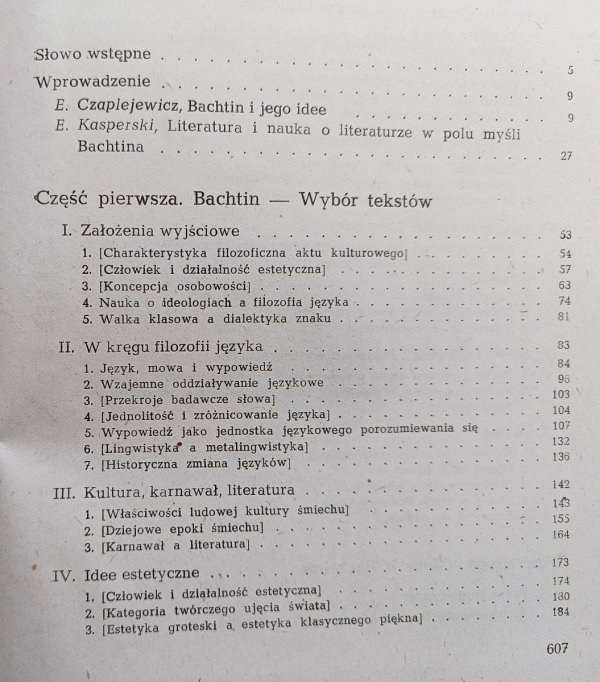 Słowo wstępne . . . . . . . . . . . . . . . . 5
Wprowadzenie . . . . . . . . . . . . . . . . 9
E. Czaplejewicz, Bachtin i jego idee . . . . . . . . 9
E. Kasperski, Literatura i nauka o literaturze w polu myśli
Bachtina . . . . . . . . . . . . . . . . 27
Część pierwsza. Bachtin — Wybór tekstów
I. Założenia wyjściowe . . . . . . . . . . . . 53
1. [Charakterystyka filozoficzna aktu kulturowego] . . . . . . 54
2. [Człowiek i działalność estetyczna] . . . . . . . . . . 57
3. [Koncepcja osobowości] . . . . . . . . . . . . 63
4. Nauka o ideologiach a filozofia języka . . . . . . . . . 74
5. Walka klasowa a dialektyka znaku . . . . . . . . . . 81
II. W kręgu filozofii języka . . . . . . . . . . . 83
1. Język, mowa i wypowiedź . . . . . . . . . . . 84
2. Wzajemne oddziaływanie językowe . . . . . . . . . 96
3. [Przekroje badawcze słowa] . . . . . . . . . . . 103
4. [Jednolitość i zróżnicowanie języka] . . . . . . . . . 104
5. Wypowiedź jako jednostka językowego porozumiewania się . . 107
6. [Lingwistyka a metalingwistyka] . . . . . . . . . . 132
7. [Historyczna zmiana języków] . . . . . . . . . . 136
III. Kultura, karnawał, literatura . . . . . . . . . . 142
1. [Właściwości ludowej kultury śmiechu] . . . . . . . . 143
2. [Dziejowe epoki śmiechu] . . . . . . . . . . . 155
3. [Karnawał a literatura] . . . . . . . . . . . . 164
IV. Idee estetyczne . . . . . . . . . . . . . . 173
1. [Człowiek i działalność estetyczna] . . . . . . . . . 174
2. [Kategoria twórczego ujęcia świata] . . . . . . . . . 180
3. [Estetyka groteski a estetyka klasycznego piękna] . . . . . 184
607